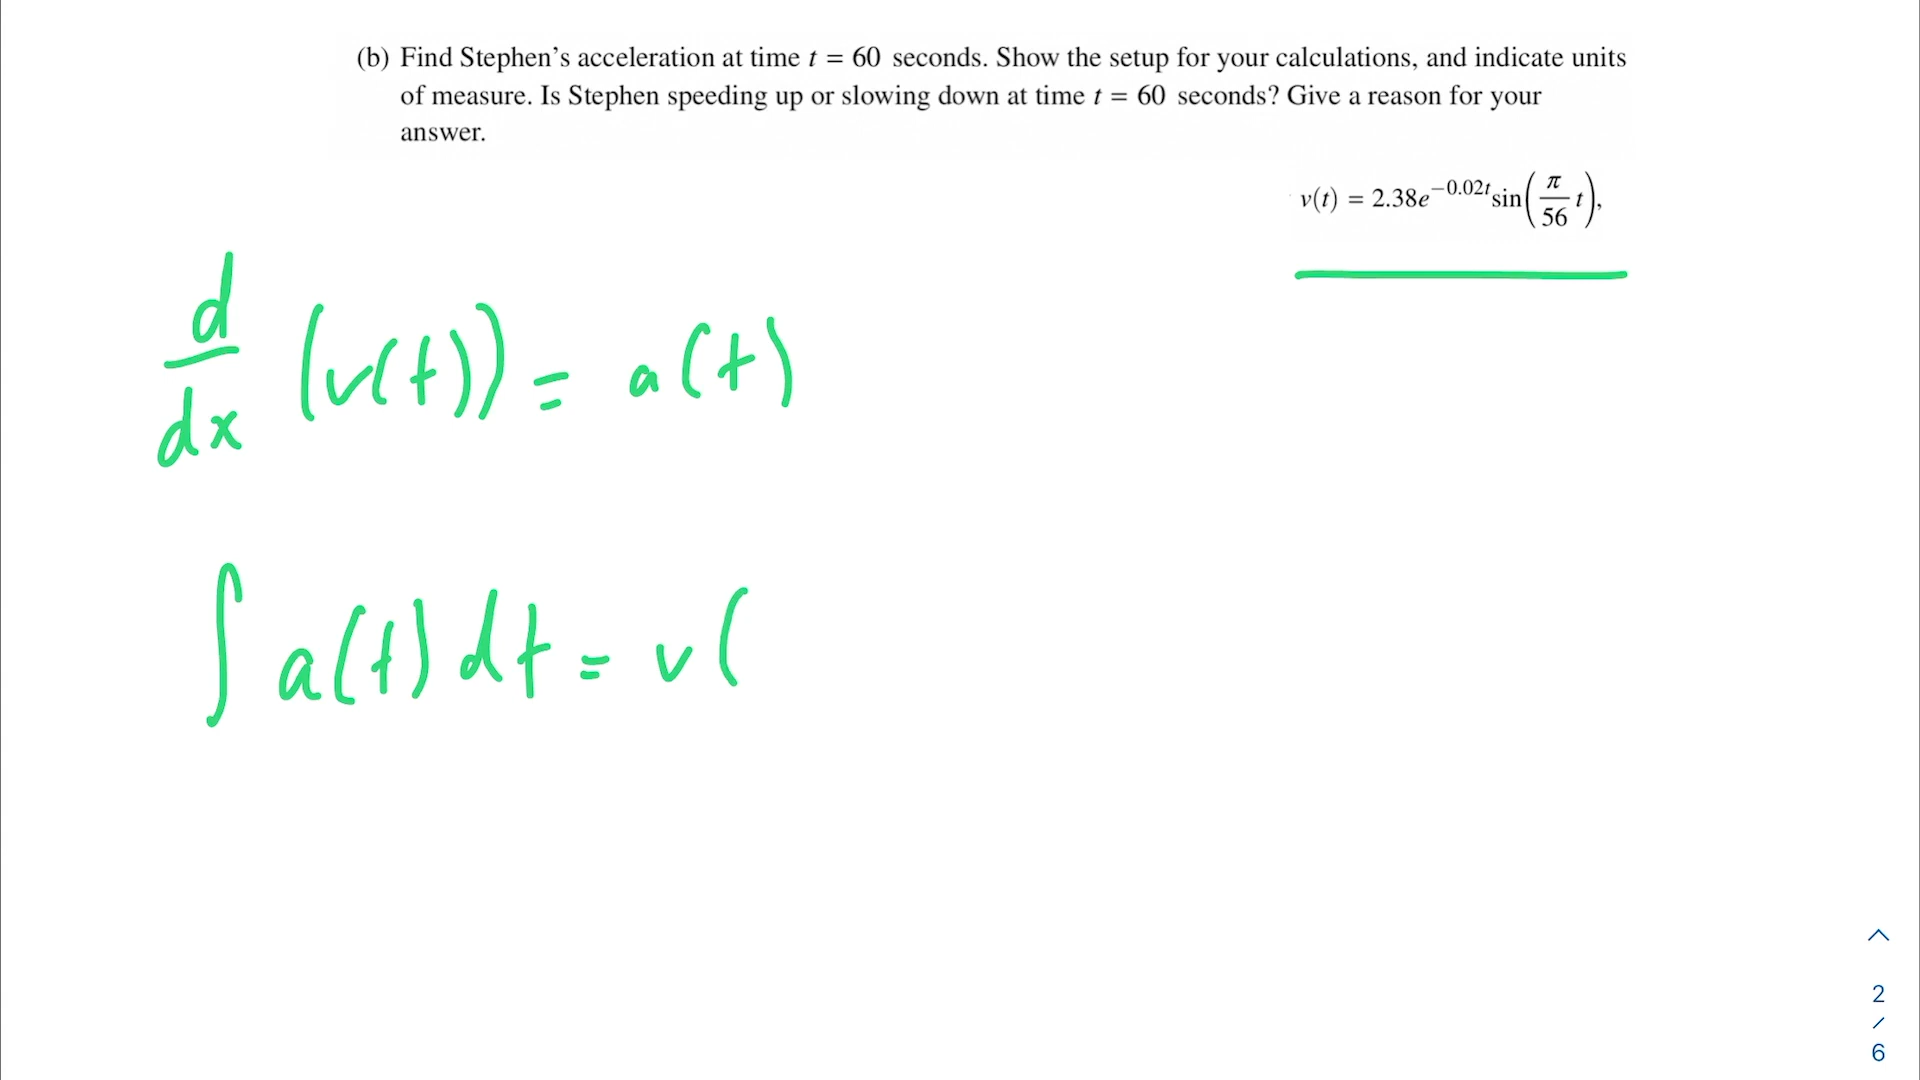 (b) Find Stephen’s acceleration at time t = 60 seconds. Show the setup for your calculations, and indicate units
of measure. Is Stephen speeding up or slowing down at time t = 60 seconds? Give a reason for your
answer.
v(t) = 2.38e^{-0.02t} sin(π/56 t),
d/dx (v(t)) = a(t)
∫ a(t) dt = v(
2
/
6